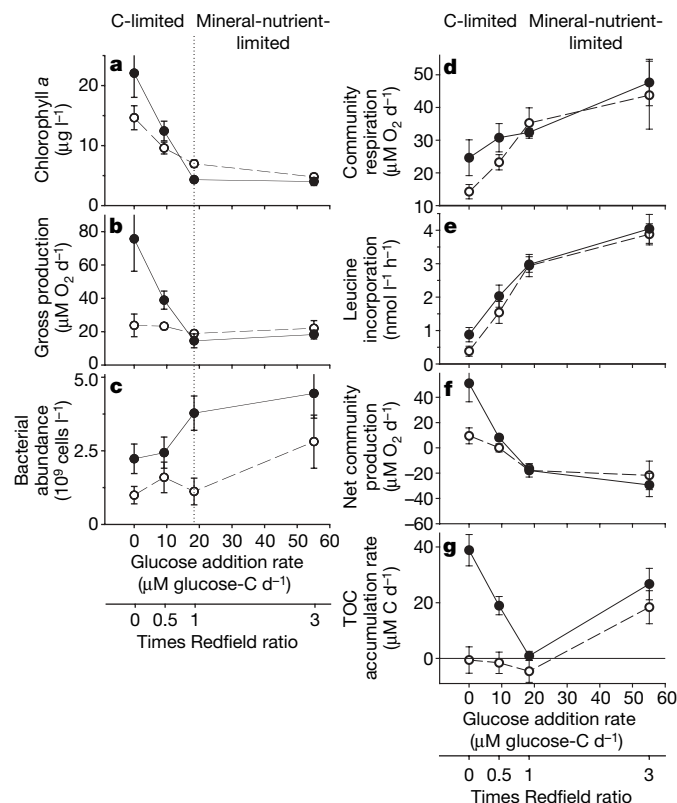 C-limited
Mineral-nutrient-
limited
a
Chlorophyll a
(μg l⁻¹)
20
10
0
b
Gross production
(μM O₂ d⁻¹)
80
60
40
20
0
c
Bacterial
abundance
(10⁹ cells l⁻¹)
5.0
2.5
0
0 10 20 30 40 50 60
Glucose addition rate
(μM glucose-C d⁻¹)
0 0.5 1 3
Times Redfield ratio
C-limited
Mineral-nutrient-
limited
d
Community
respiration
(μM O₂ d⁻¹)
50
40
30
20
10
e
Leucine
incorporation
(nmol l⁻¹ h⁻¹)
4
3
2
1
0
f
Net community
production
(μM O₂ d⁻¹)
40
20
0
–20
–40
–60
g
TOC
accumulation rate
(μM C d⁻¹)
40
20
0
0 10 20 30 40 50 60
Glucose addition rate
(μM glucose-C d⁻¹)
0 0.5 1 3
Times Redfield ratio